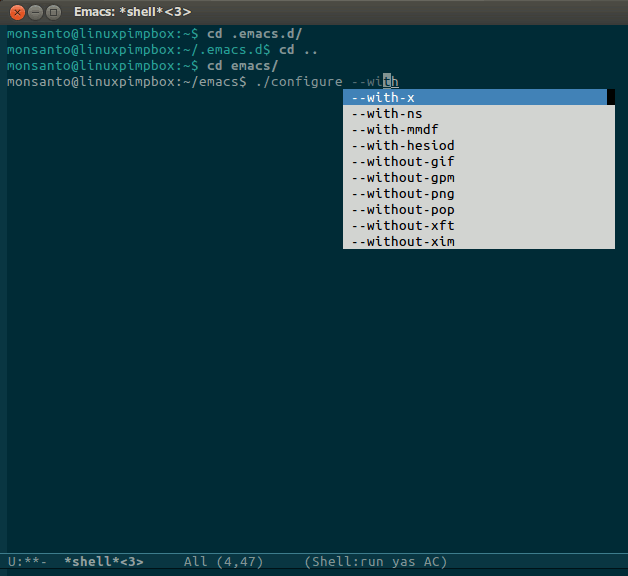 Emacs: *shell*<3>
monsanto@linuxpimpbox:~$ cd .emacs.d/
monsanto@linuxpimpbox:~/.emacs.d$ cd ..
monsanto@linuxpimpbox:~$ cd emacs/
monsanto@linuxpimpbox:~/emacs$ ./configure --with
--with-x
--with-ns
--with-mmdf
--with-hesiod
--without-gif
--without-gpm
--without-png
--without-pop
--without-xft
--without-xim
U:**-  *shell*<3>     All (4,47)     (Shell:run yas AC)